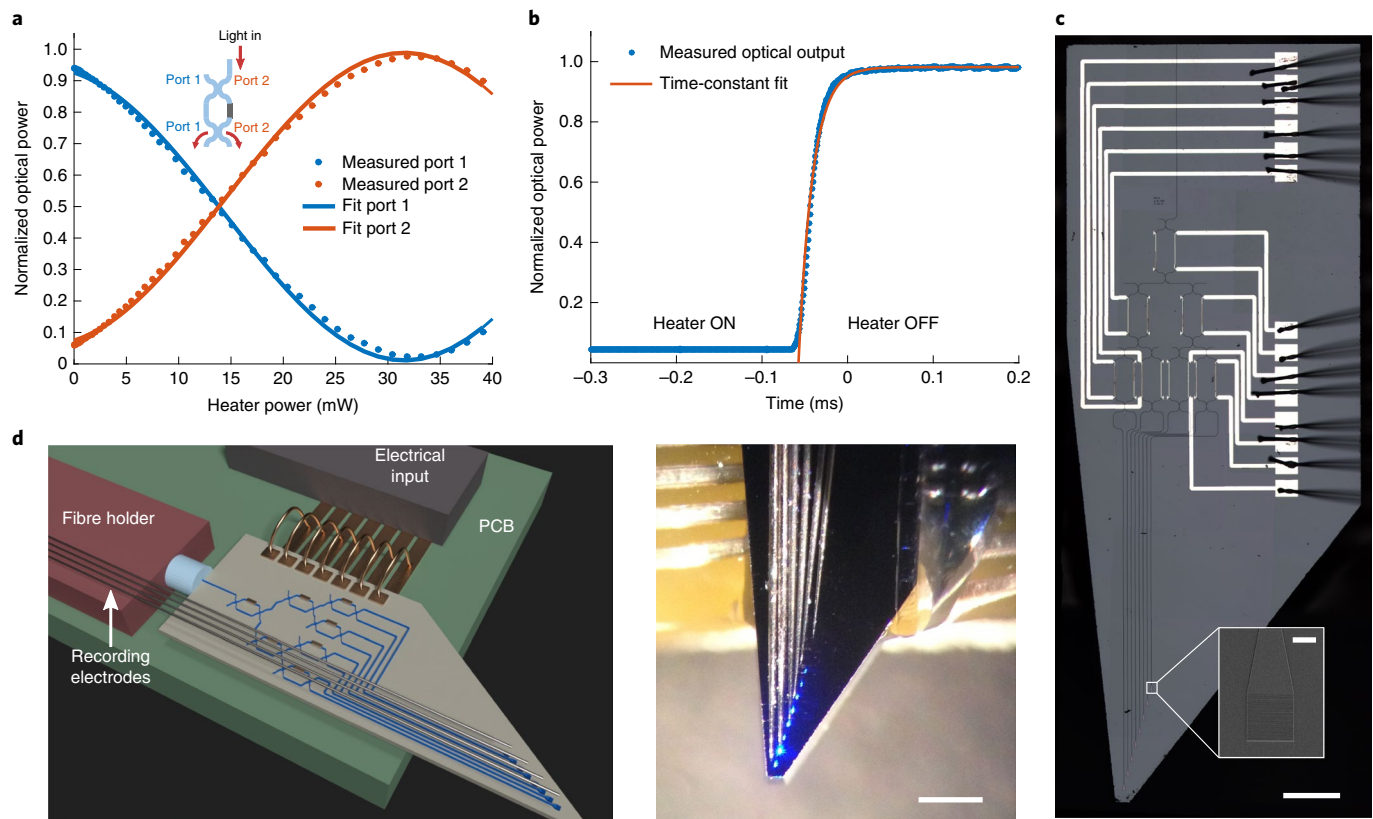 a
Light in
Port 1
Port 2
Port 1
Port 2
Measured port 1
Measured port 2
Fit port 1
Fit port 2
1.0
0.9
0.8
0.7
0.6
0.5
0.4
0.3
0.2
0.1
0
0
5
10
15
20
25
30
35
40
Normalized optical power
Heater power (mW)
b
Measured optical output
Time-constant fit
1.0
0.8
0.6
0.4
0.2
Heater ON
Heater OFF
–0.3
–0.2
–0.1
0
0.1
0.2
Normalized optical power
Time (ms)
c
d
Electrical
input
Fibre holder
PCB
Recording
electrodes